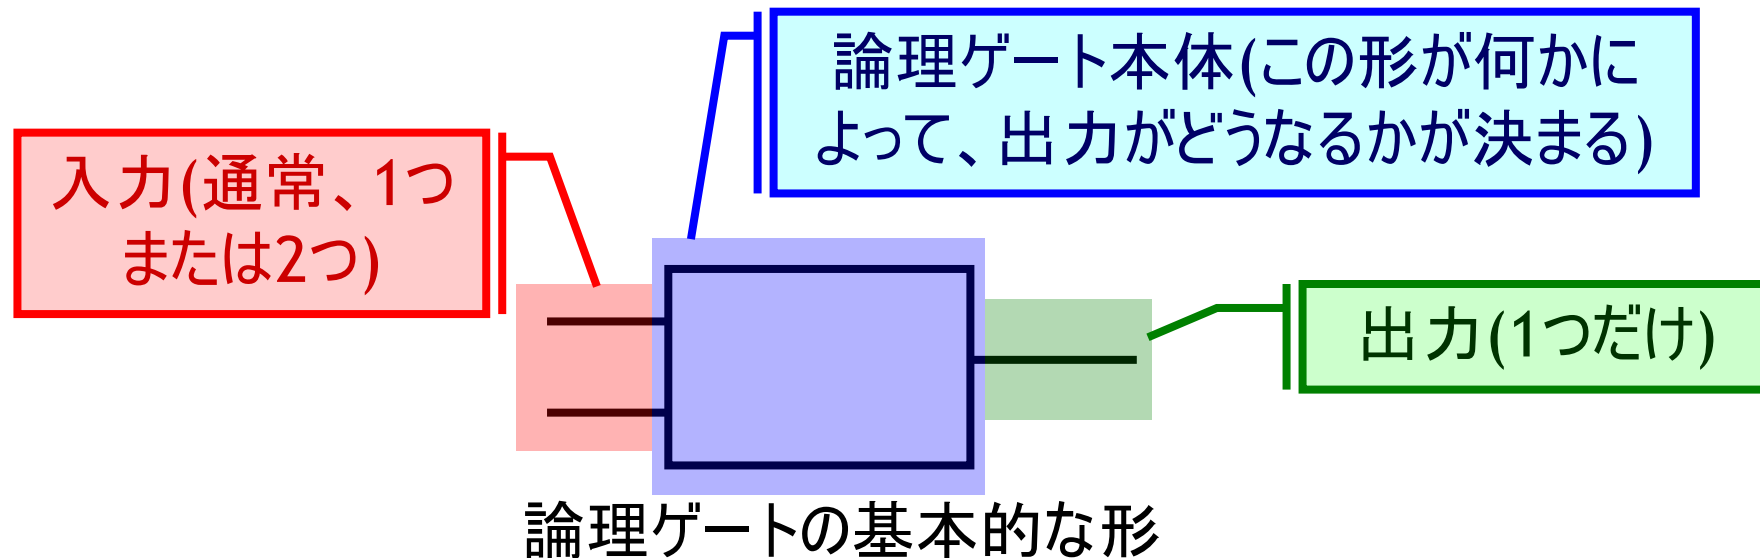 論理ゲート本体(この形が何かに
よって、出力がどうなるかが決まる)
入力(通常、1つ
または2つ)
出力(1つだけ)
論理ゲートの基本的な形